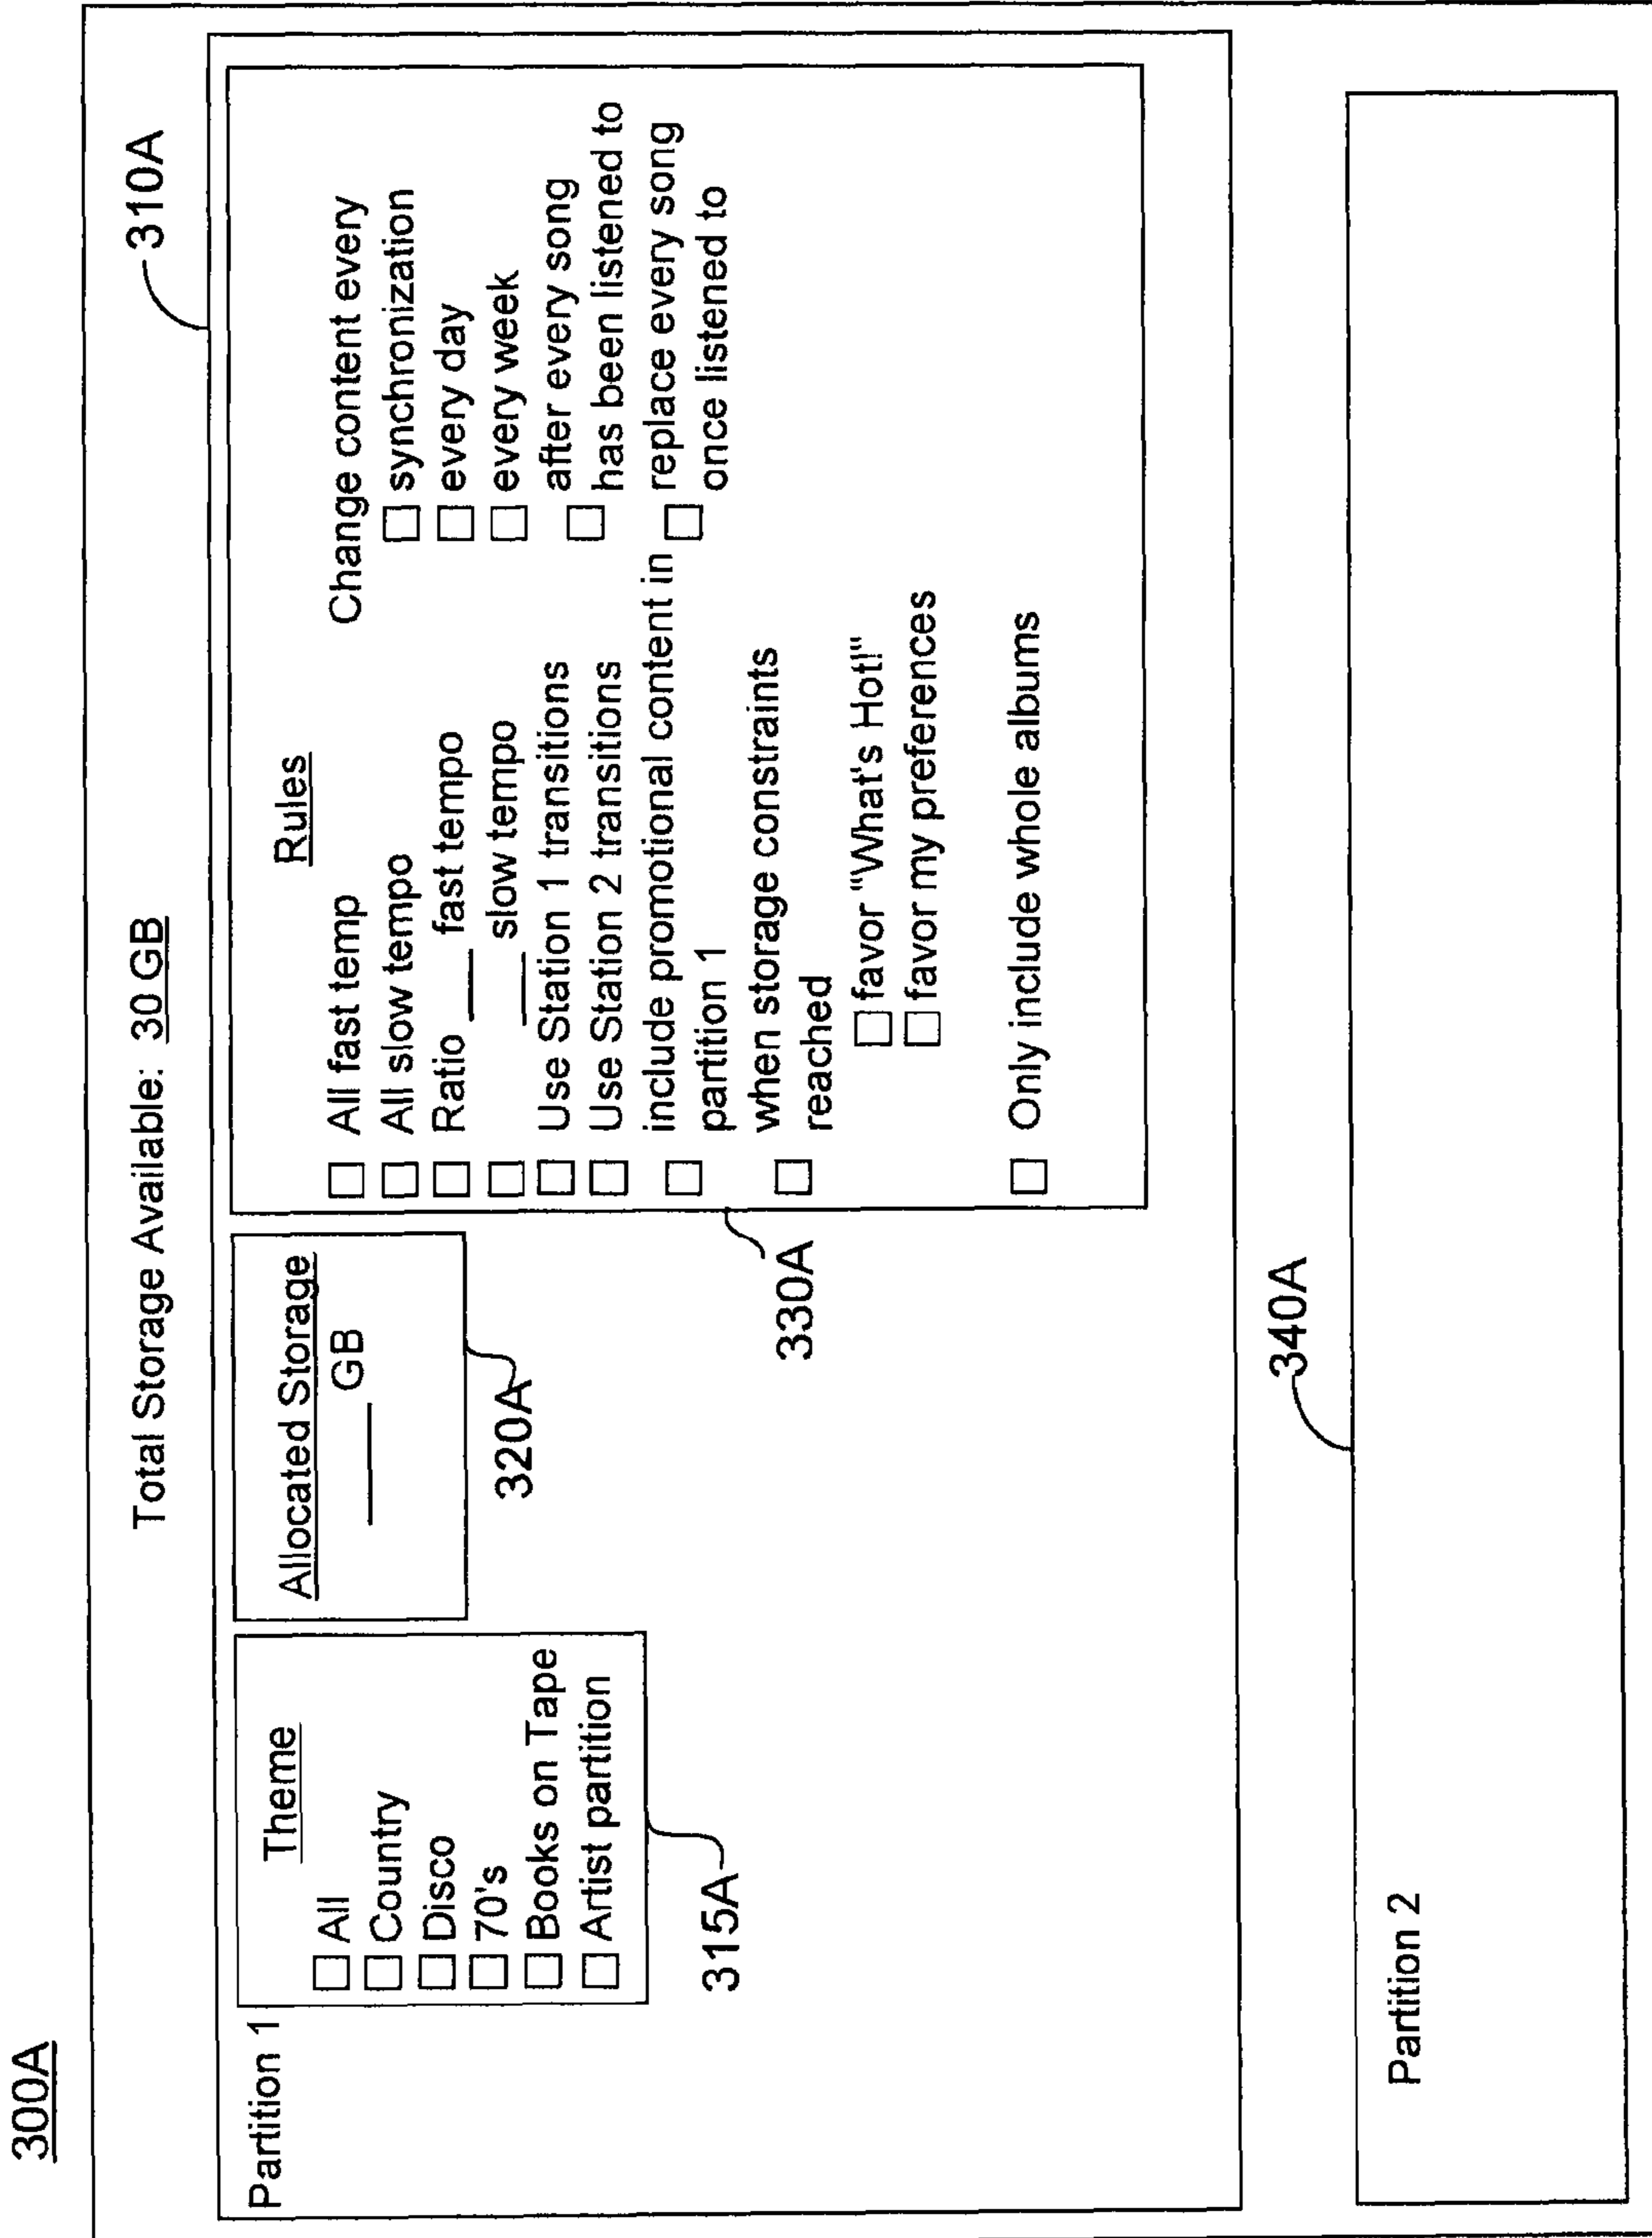 300A
Total Storage Available: 30 GB
310A
Partition 1
Theme
All
Country
Disco
70's
Books on Tape
Artist partition
315A
Allocated Storage
___ GB
320A
Rules
All fast temp
All slow tempo
Ratio ___ fast tempo
___ slow tempo
Use Station 1 transitions
Use Station 2 transitions
include promotional content in
partition 1
when storage constraints
reached
favor "What's Hot!"
favor my preferences
Only include whole albums
Change content every
synchronization
every day
every week
after every song
has been listened to
replace every song
once listened to
330A
340A
Partition 2